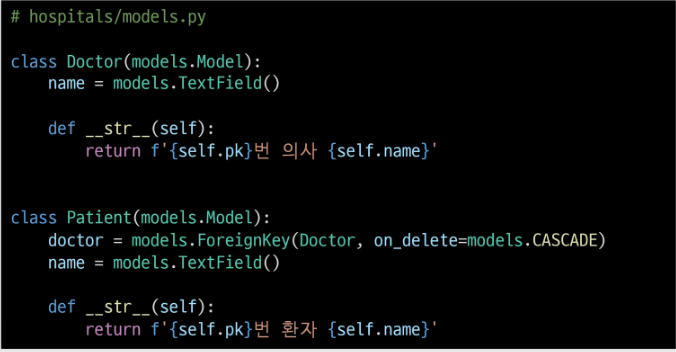 # hospitals/models.py
class Doctor(models.Model):
    name = models.TextField()
    def __str__(self):
        return f'{self.pk}번 의사 {self.name}'
class Patient(models.Model):
    doctor = models.ForeignKey(Doctor, on_delete=models.CASCADE)
    name = models.TextField()
    def __str__(self):
        return f'{self.pk}번 환자 {self.name}'